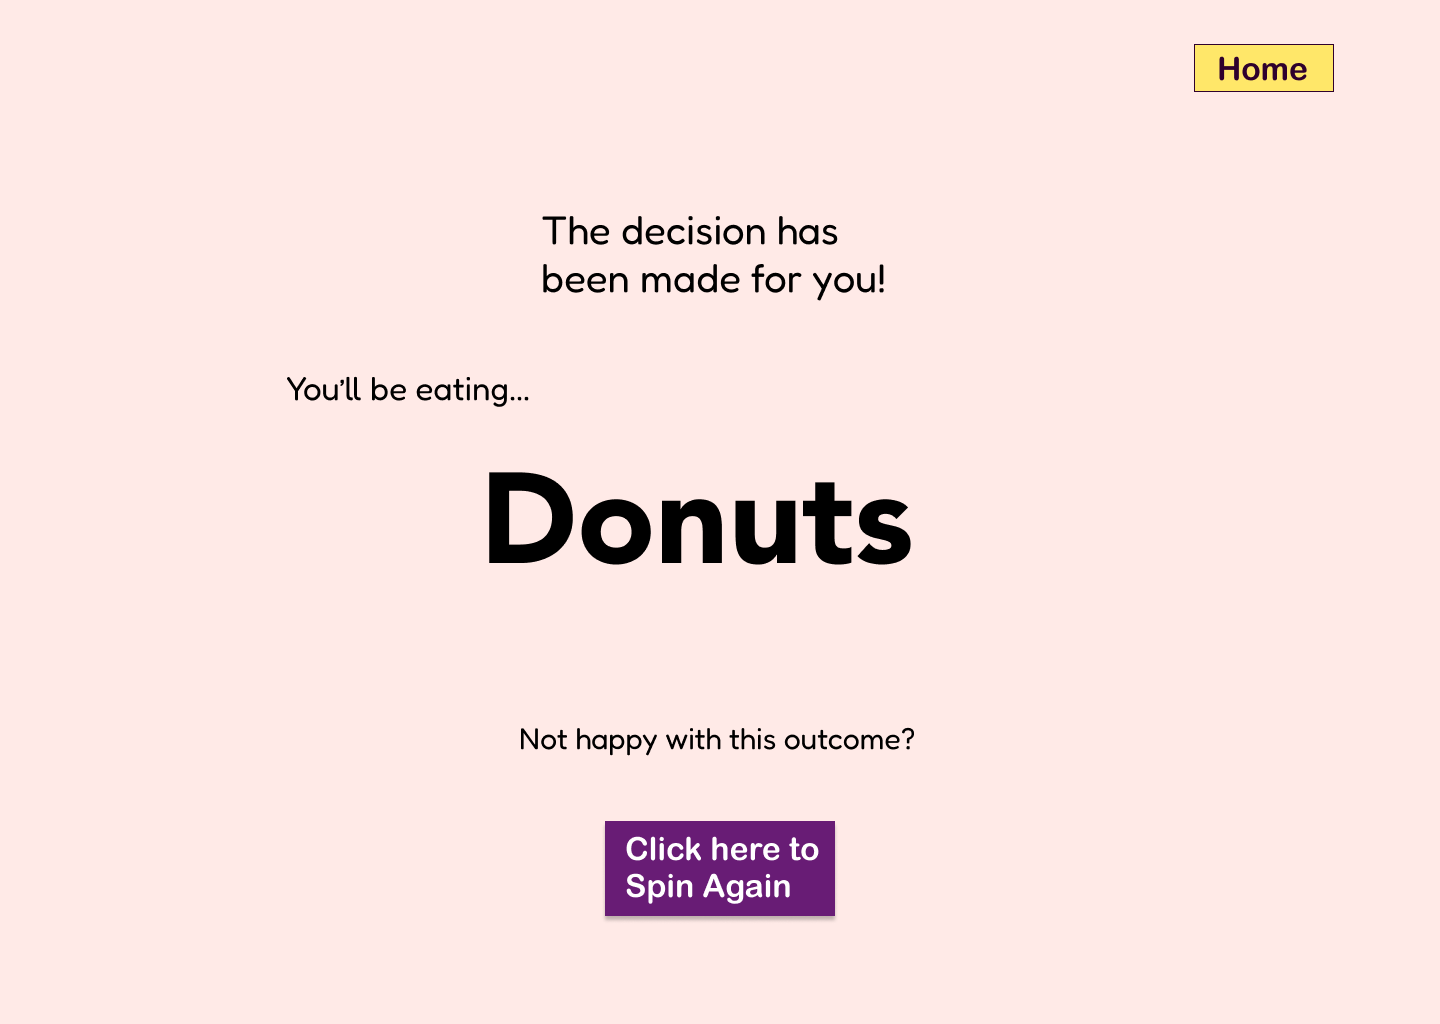 Home
The decision has
been made for you!
You’ll be eating...
Donuts
Not happy with this outcome?
Click here to
Spin Again